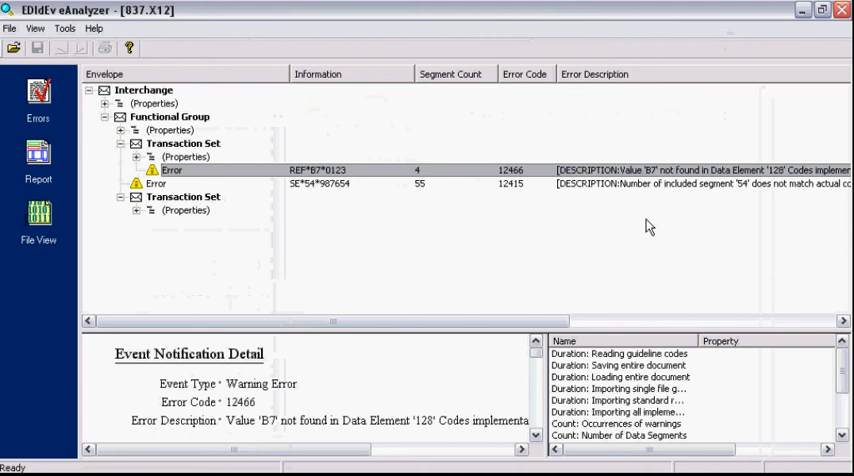 EDIdEv eAnalyzer - [837.X12]
File View Tools Help
Envelope Information Segment Count Error Code Error Description
Interchange
(Properties)
Functional Group
(Properties)
Transaction Set
(Properties)
Error REF*B7*0123 4 12466 [DESCRIPTION:Value 'B7' not found in Data Element '128' Codes implemer
Error SE*54*987654 55 12415 [DESCRIPTION:Number of included segment '54' does not match actual co
Transaction Set
(Properties)
Errors
Report
File View
Event Notification Detail
Event Type * Warning Error
Error Code * 12466
Error Description * Value 'B7' not found in Data Element '128' Codes implementa
Name Property
Duration: Reading guideline codes
Duration: Saving entire document
Duration: Loading entire document
Duration: Importing single file g...
Duration: Importing standard r...
Duration: Importing all impleme...
Count: Occurrences of warnings
Count: Number of Data Segments
Ready